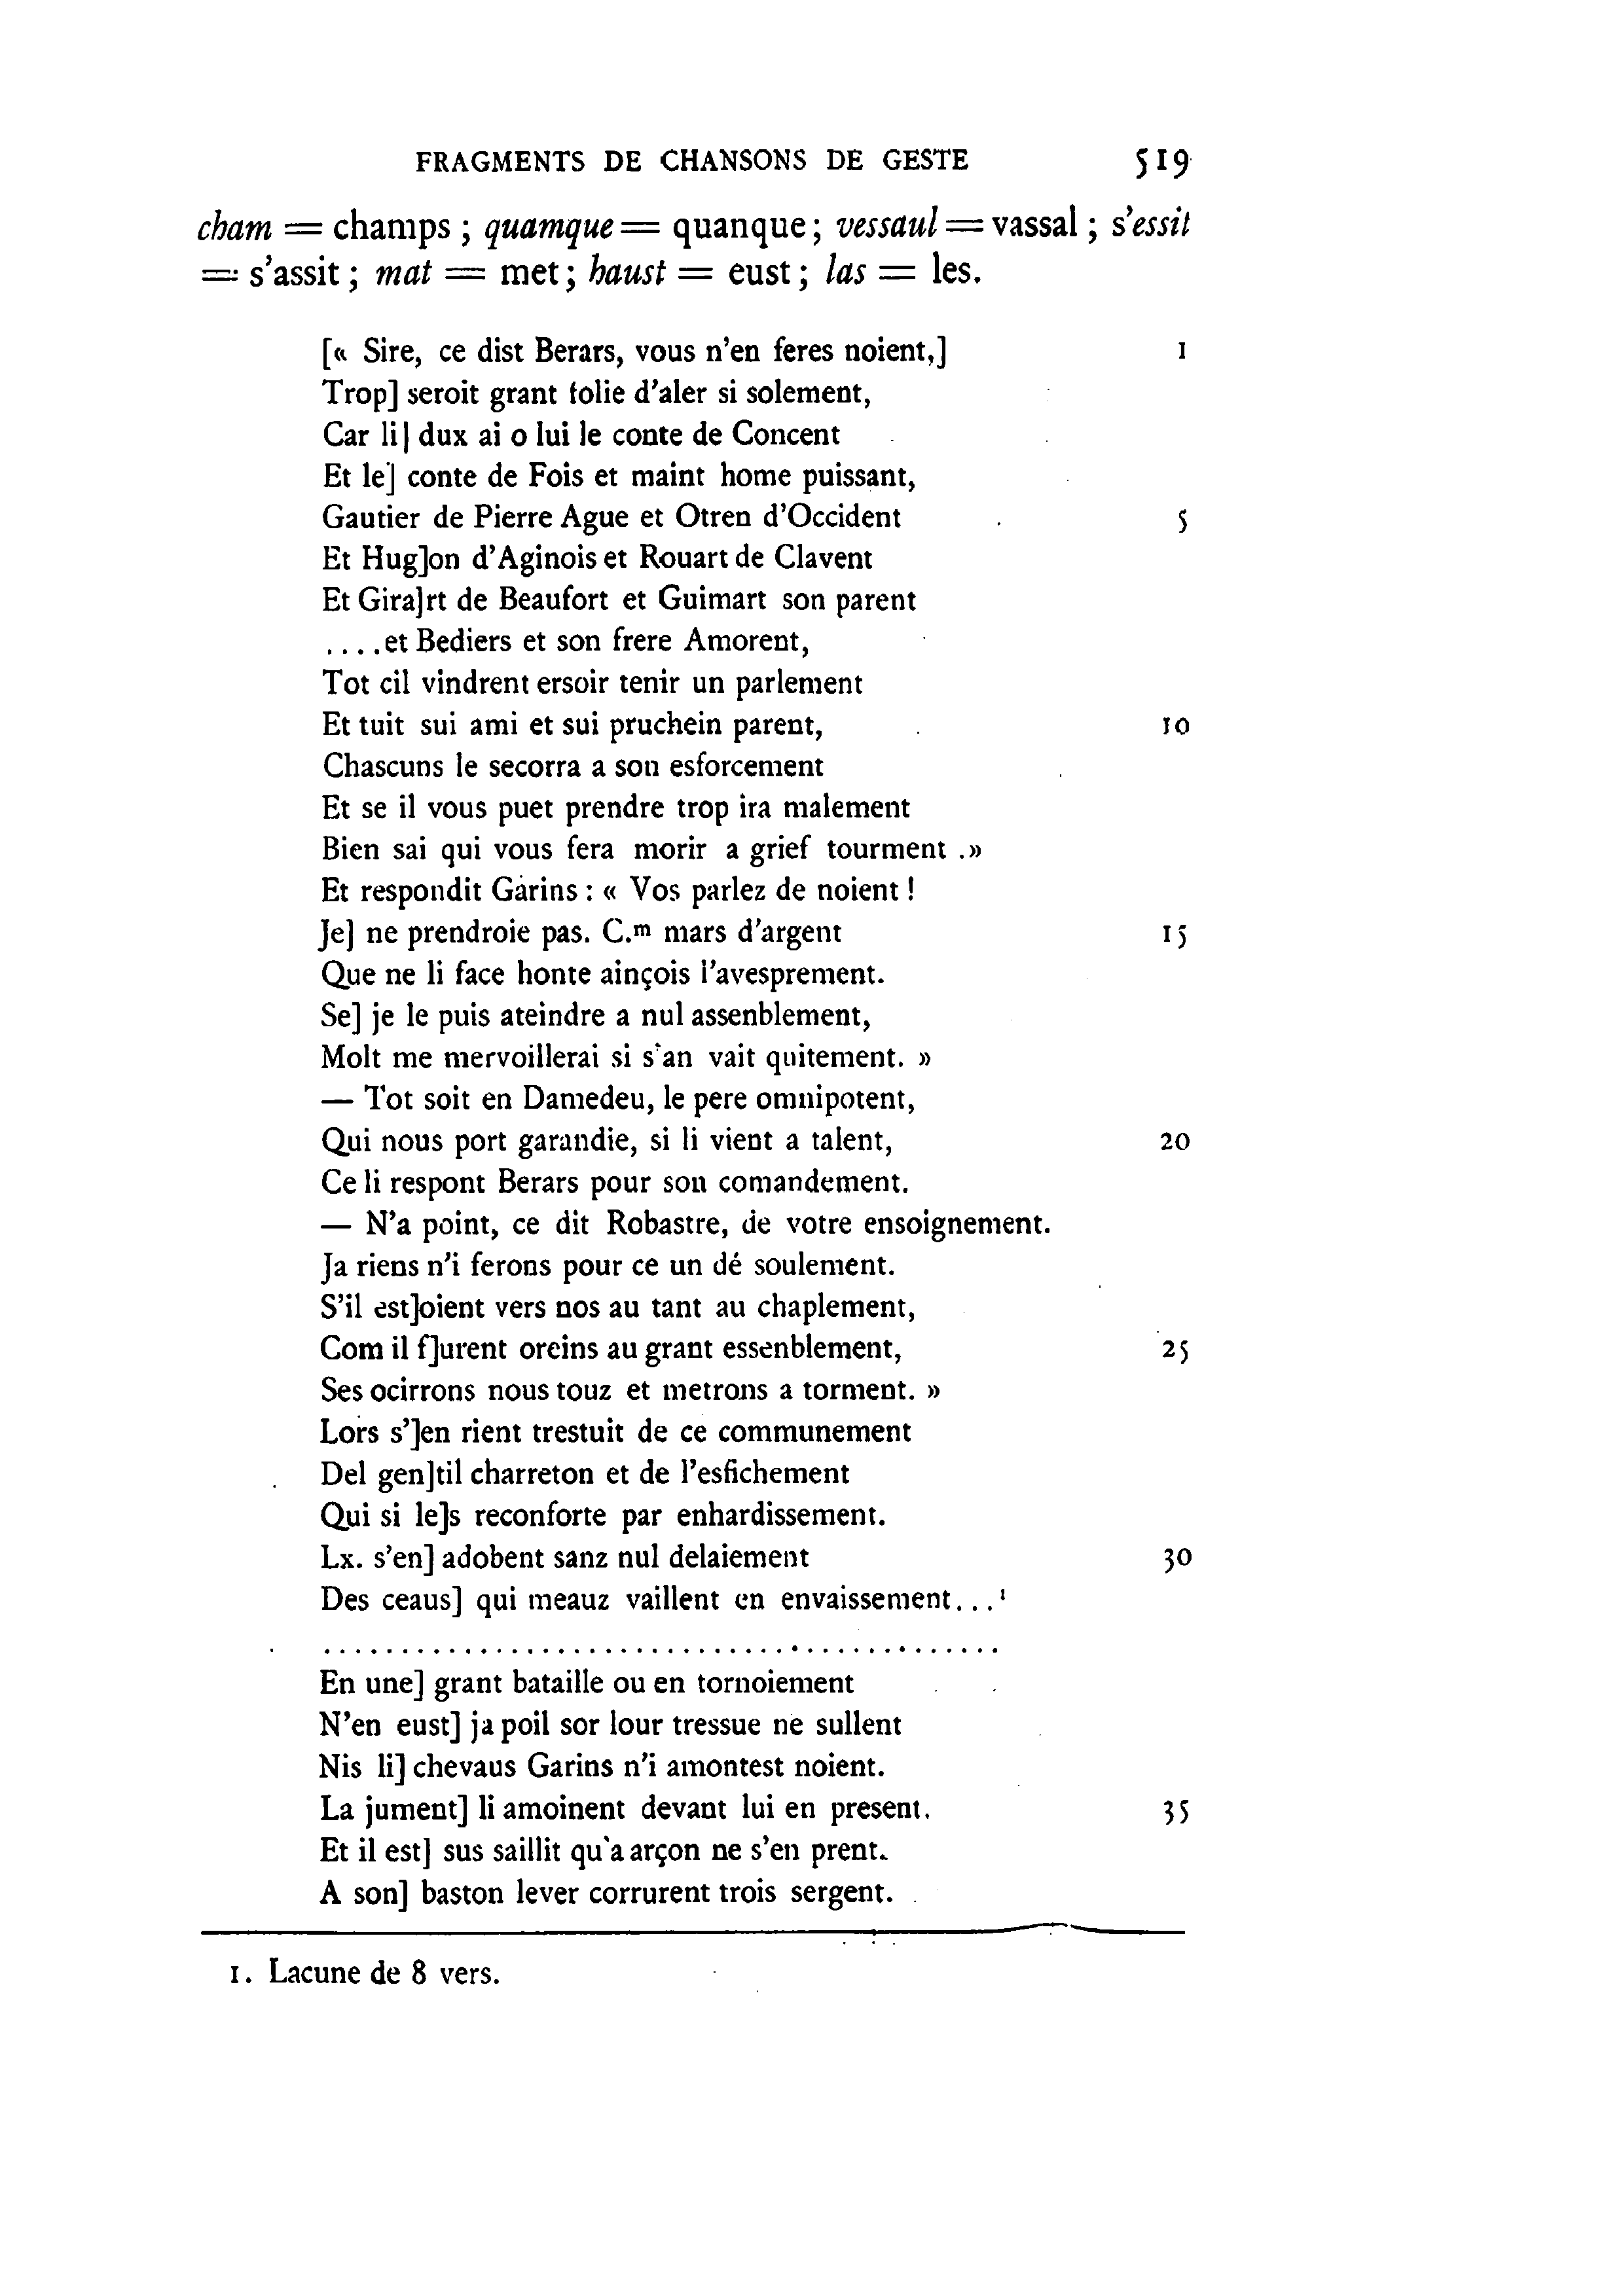 FRAGMENTS DE CHANSONS DE GESTE 519
cham = champs ; quamque = quanque ; vessaul = vassal ; s'essit
= s'assit ; mat = met ; haust = eust ; las = les.
[« Sire, ce dist Berars, vous n'en feres noient,] 1
Trop] seroit grant folie d'aler si solement,
Car li] dux ai o lui le conte de Concent
Et le] conte de Fois et maint home puissant,
Gautier de Pierre Ague et Otren d'Occident 5
Et Hug]on d'Aginois et Rouart de Clavent
Et Gira]rt de Beaufort et Guimart son parent
....et Bediers et son frere Amorent,
Tot cil vindrent ersoir tenir un parlement
Et tuit sui ami et sui pruchein parent, 10
Chascuns le secorra a son esforcement
Et se il vous puet prendre trop ira malement
Bien sai qui vous fera morir a grief tourment .»
Et respondit Garins : « Vos parlez de noient !
Je] ne prendroie pas. C.m mars d'argent 15
Que ne li face honte ainçois l'avesprement.
Se] je le puis ateindre a nul assenblement,
Molt me mervoillerai si s'an vait quitement. »
— Tot soit en Damedeu, le pere omnipotent,
Qui nous port garandie, si li vient a talent, 20
Ce li respont Berars pour son comandement.
— N'a point, ce dit Robastre, de votre ensoignement.
Ja riens n'i ferons pour ce un dé soulement.
S'il est]oient vers nos au tant au chaplement,
Com il f]urent oreins au grant essenblement, 25
Ses ocirrons nous touz et metrons a torment. »
Lors s']en rient trestuit de ce communement
Del gen]til charreton et de l'esfichement
Qui si le]s reconforte par enhardissement.
Lx. s'en] adobent sanz nul delaiement 30
Des ceaus] qui meauz vaillent en envaissement...1
..........................................
En une] grant bataille ou en tornoiement
N'en eust] ja poil sor lour tressue ne sullent
Nis li] chevaus Garins n'i amontest noient.
La jument] li amoinent devant lui en present. 35
Et il est] sus saillit qu'a arçon ne s'en prent.
A son] baston lever corrurent trois sergent.
1. Lacune de 8 vers.